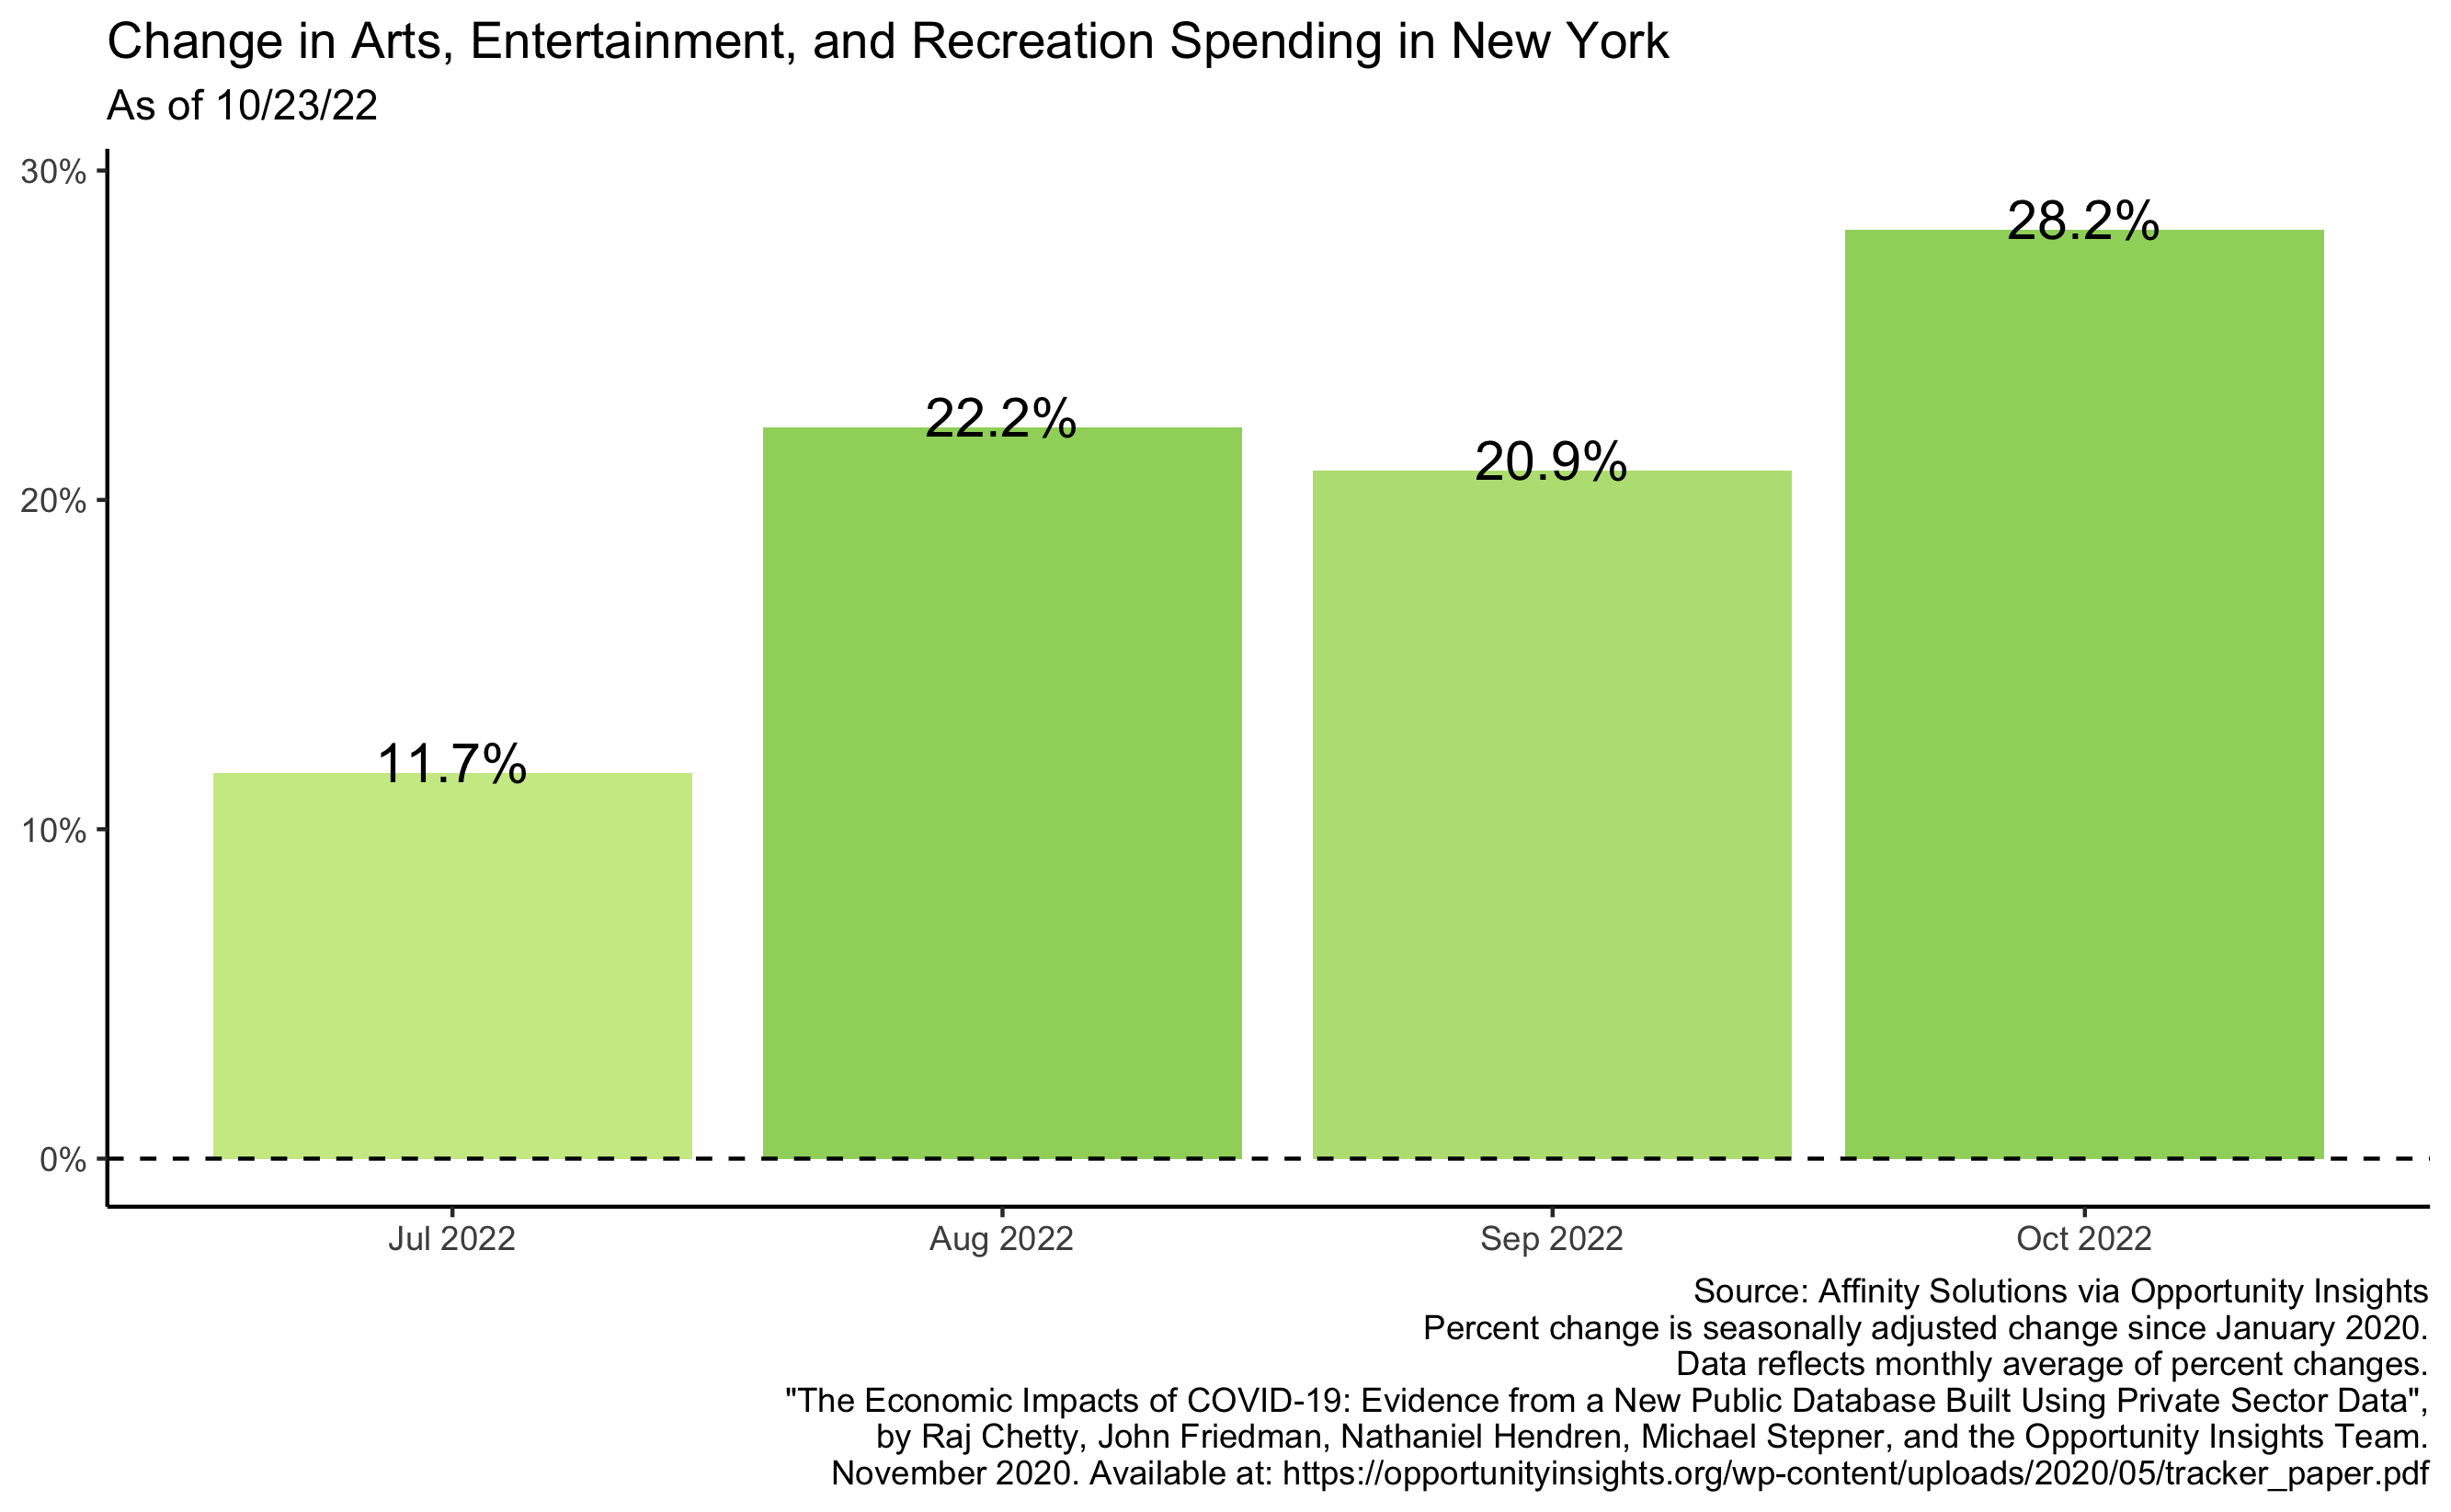 Change in Arts, Entertainment, and Recreation Spending in New York
As of 10/23/22
30%
20%
10%
0%
11.7%
22.2%
20.9%
28.2%
Jul 2022
Aug 2022
Sep 2022
Oct 2022
Source: Affinity Solutions via Opportunity Insights
Percent change is seasonally adjusted change since January 2020.
Data reflects monthly average of percent changes.
"The Economic Impacts of COVID-19: Evidence from a New Public Database Built Using Private Sector Data",
by Raj Chetty, John Friedman, Nathaniel Hendren, Michael Stepner, and the Opportunity Insights Team.
November 2020. Available at: https://opportunityinsights.org/wp-content/uploads/2020/05/tracker_paper.pdf